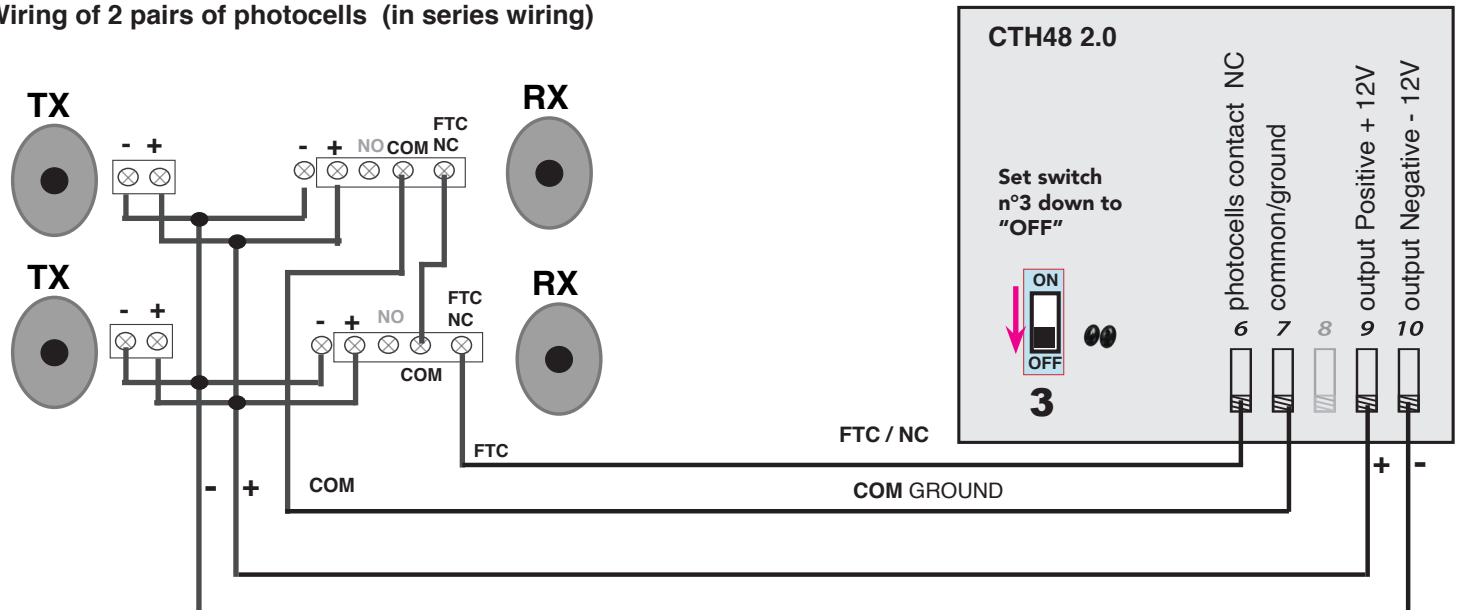 Wiring of 2 pairs of photocells (in series wiring)
TX
- +
- + NO COM FTC NC
RX
TX
- +
- + NO FTC NC
COM
RX
FTC
- + COM
FTC / NC
COM GROUND
CTH48 2.0
Set switch
n°3 down to
"OFF"
ON
OFF
3
photocells contact NC
common/ground
output Positive + 12V
output Negative - 12V
6 7 8 9 10
+ -